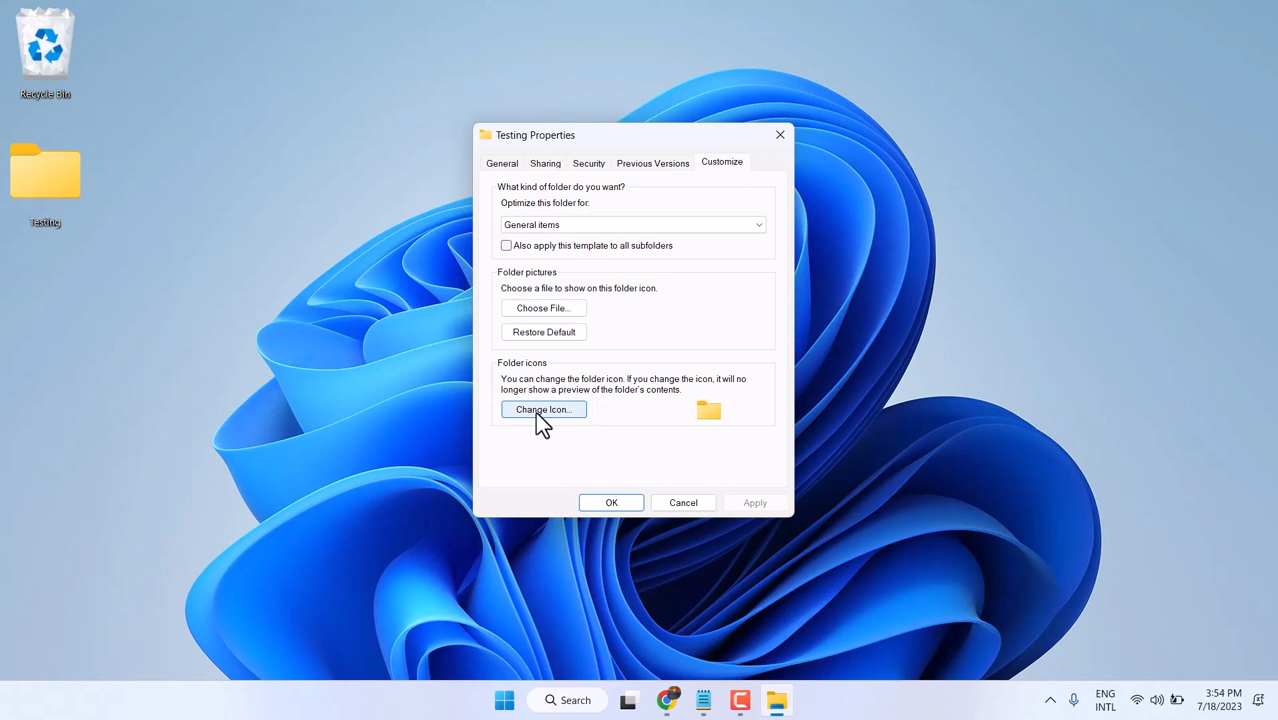 Recycle Bin
Testing
Testing Properties
General Sharing Security Previous Versions Customize
What kind of folder do you want?
Optimize this folder for:
General items
Also apply this template to all subfolders
Folder pictures
Choose a file to show on this folder icon.
Choose File...
Restore Default
Folder icons
You can change the folder icon. If you change the icon, it will no
longer show a preview of the folder's contents.
Change Icon...
OK Cancel Apply
Search
ENG
INTL
3:54 PM
7/18/2023